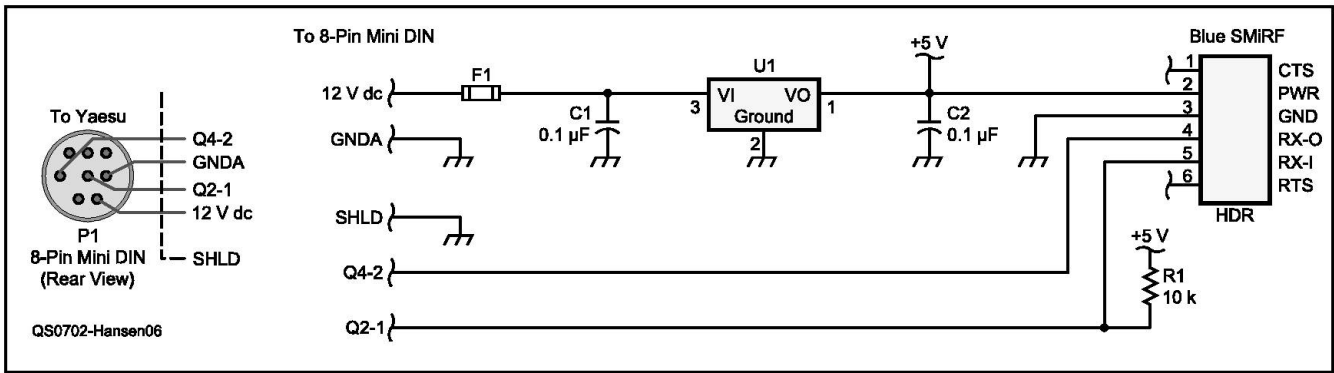 To Yaesu
Q4-2
GNDA
Q2-1
12 V dc
P1
8-Pin Mini DIN
(Rear View)
SHLD
QS0702-Hansen06
To 8-Pin Mini DIN
12 V dc
F1
GNDA
SHLD
Q4-2
Q2-1
C1
0.1 µF
U1
3
VI
VO
1
Ground
2
+5 V
C2
0.1 µF
Blue SMiRF
1
CTS
2
PWR
3
GND
4
RX-O
5
RX-I
6
RTS
HDR
+5 V
R1
10 k